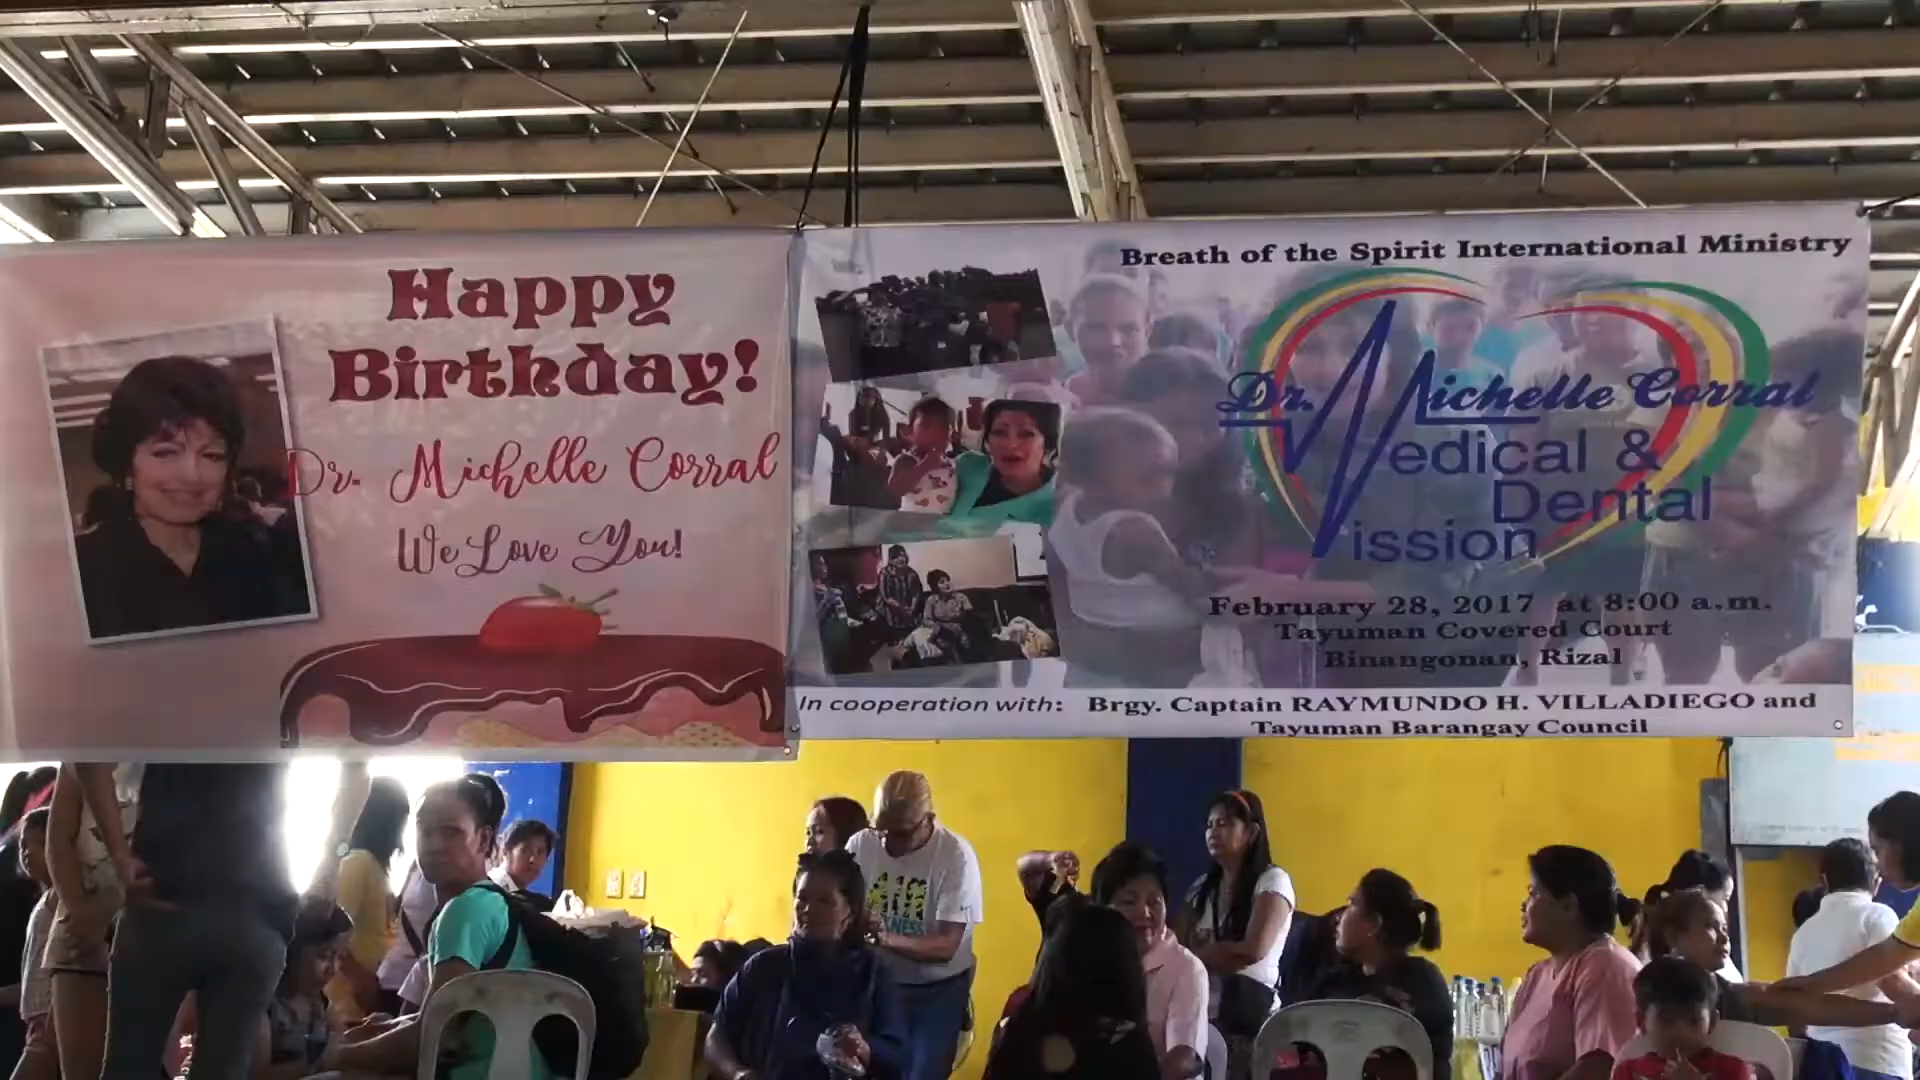 Happy
Birthday!
Dr. Michelle Corral
We Love You!
Breath of the Spirit International Ministry
Dr. Michelle Corral
Medical &
Dental
Mission
February 28, 2017 at 8:00 a.m.
Tayuman Covered Court
Binangonan, Rizal
In cooperation with: Brgy. Captain RAYMUNDO H. VILLADIEGO and
Tayuman Barangay Council